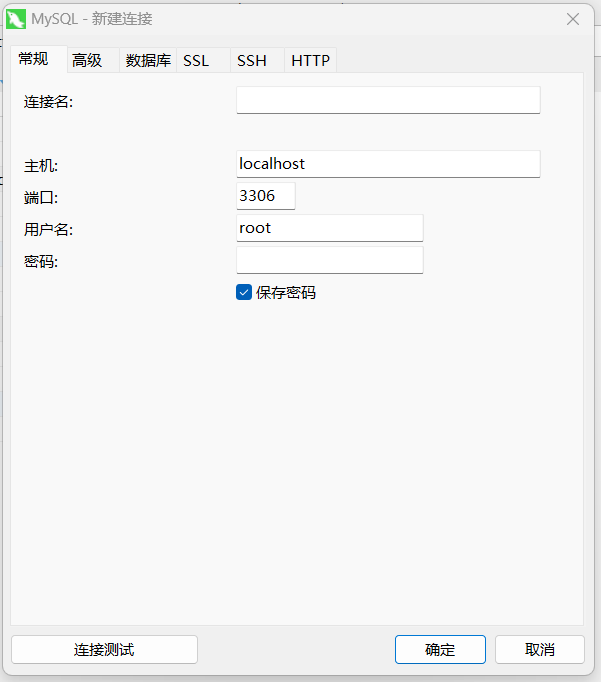 MySQL - 新建连接
常规 高级 数据库 SSL SSH HTTP
连接名:
主机: localhost
端口: 3306
用户名: root
密码:
保存密码
连接测试 确定 取消